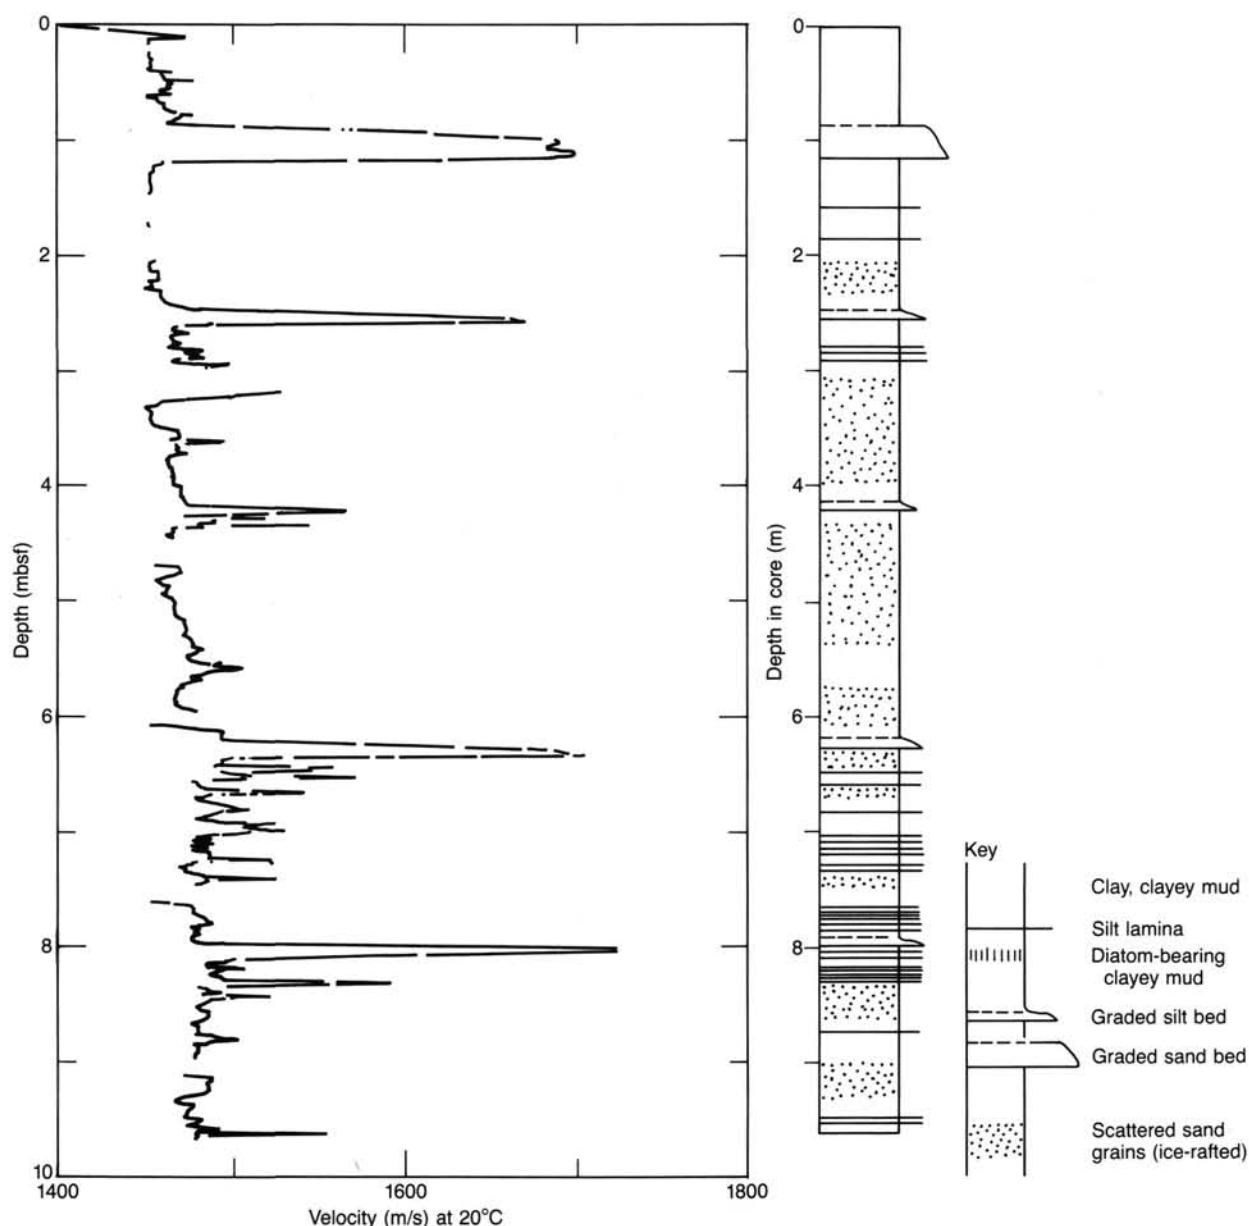 0
2
4
6
8
10
Depth (mbsf)
1400
1600
1800
Velocity (m/s) at 20°C
0
2
4
6
8
Depth in core (m)
Key
Clay, clayey mud
Silt lamina
Diatom-bearing
clayey mud
Graded silt bed
Graded sand bed
Scattered sand
grains (ice-rafted)